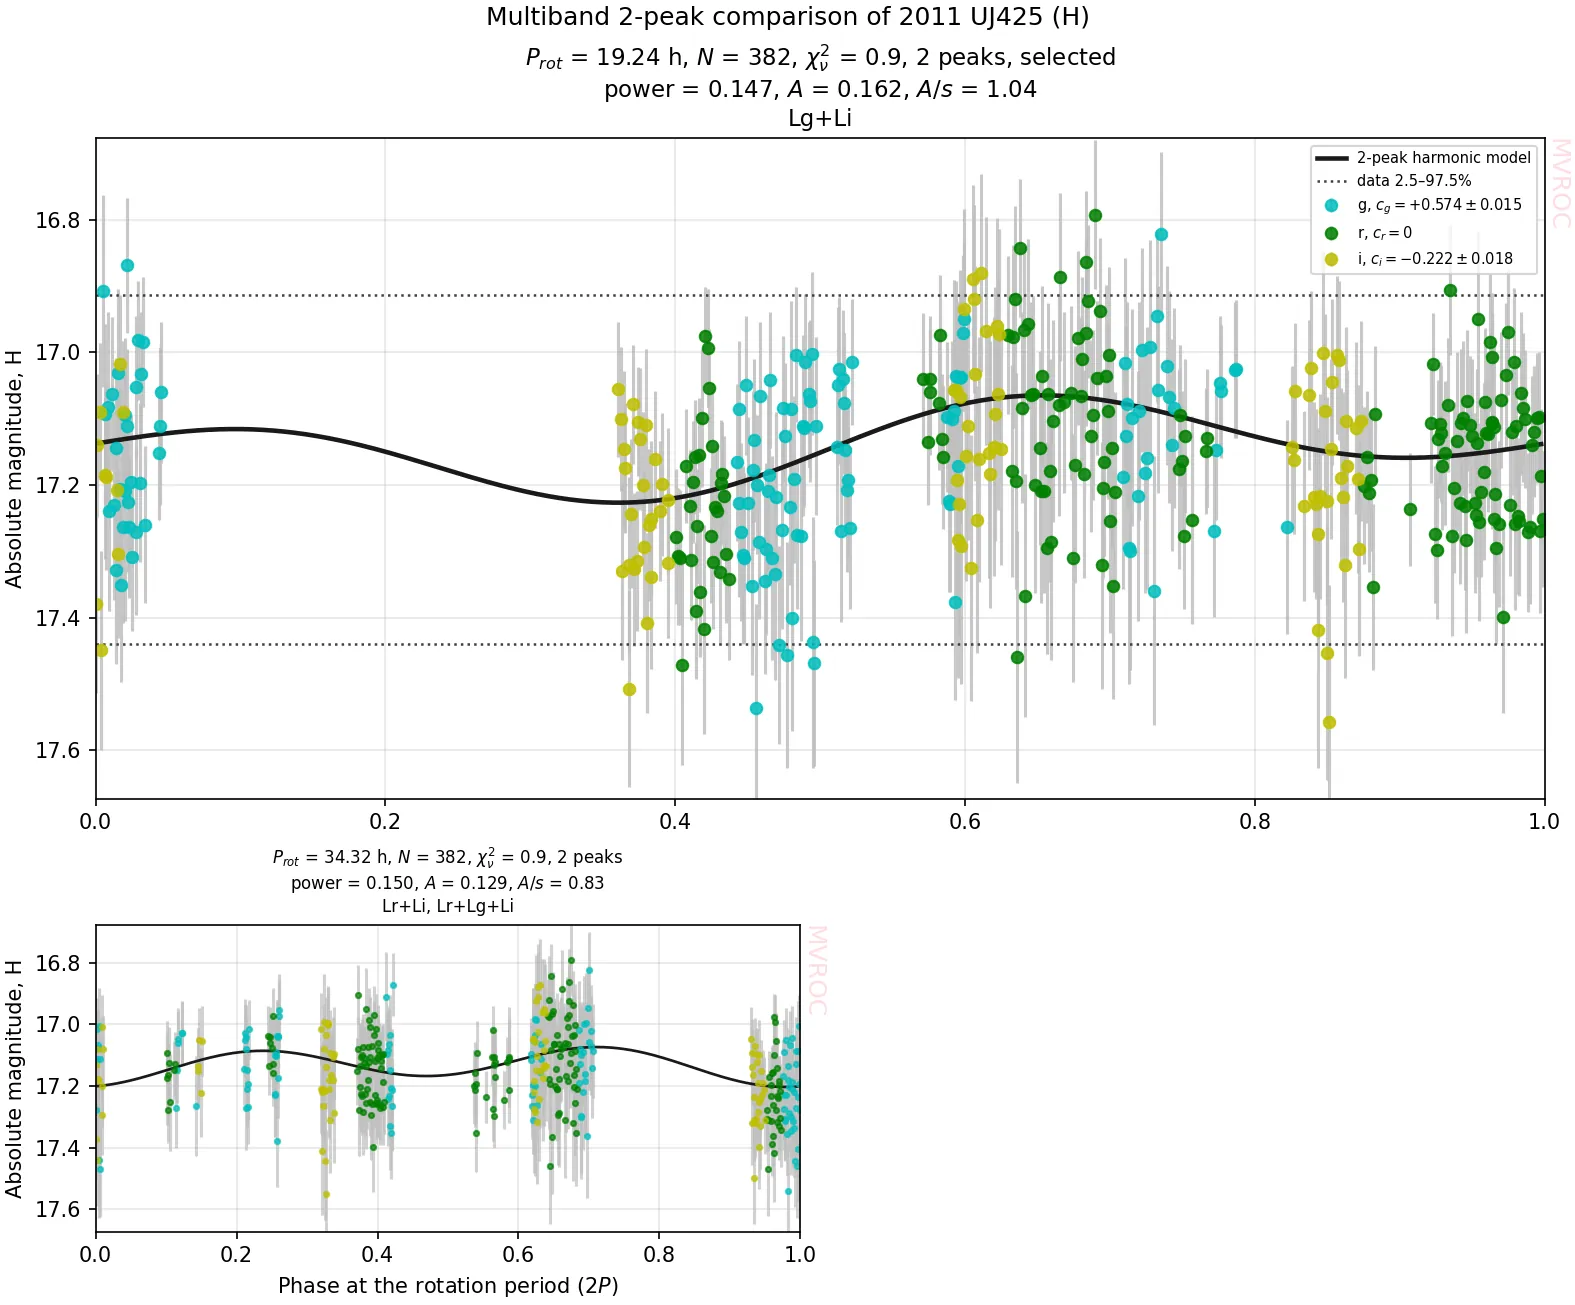 Multiband 2-peak comparison of 2011 UJ425 (H)
P_rot = 19.24 h, N = 382, χ²_ν = 0.9, 2 peaks, selected
power = 0.147, A = 0.162, A/s = 1.04
Lg+Li
2-peak harmonic model
data 2.5–97.5%
g, c_g = +0.574 ± 0.015
r, c_r = 0
i, c_i = −0.222 ± 0.018
MVROC
Absolute magnitude, H
16.8
17.0
17.2
17.4
17.6
0.0 0.2 0.4 0.6 0.8 1.0
P_rot = 34.32 h, N = 382, χ²_ν = 0.9, 2 peaks
power = 0.150, A = 0.129, A/s = 0.83
Lr+Li, Lr+Lg+Li
MVROC
Absolute magnitude, H
16.8
17.0
17.2
17.4
17.6
0.0 0.2 0.4 0.6 0.8 1.0
Phase at the rotation period (2P)